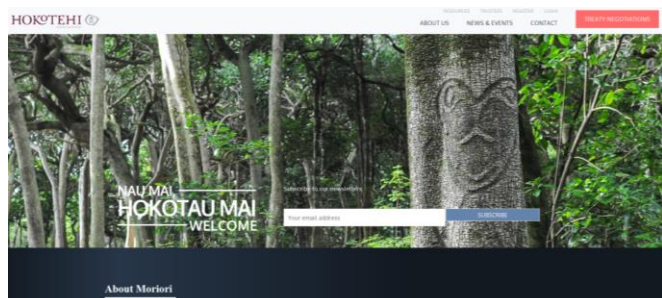 HOKOTEHI
RESOURCES TRUSTEES REGISTER LOGIN
ABOUT US NEWS & EVENTS CONTACT
TREATY NEGOTIATIONS
NAU MAI
HOKOTAU MAI
WELCOME
Subscribe to our newsletters
Your email address
SUBSCRIBE
About Moriori